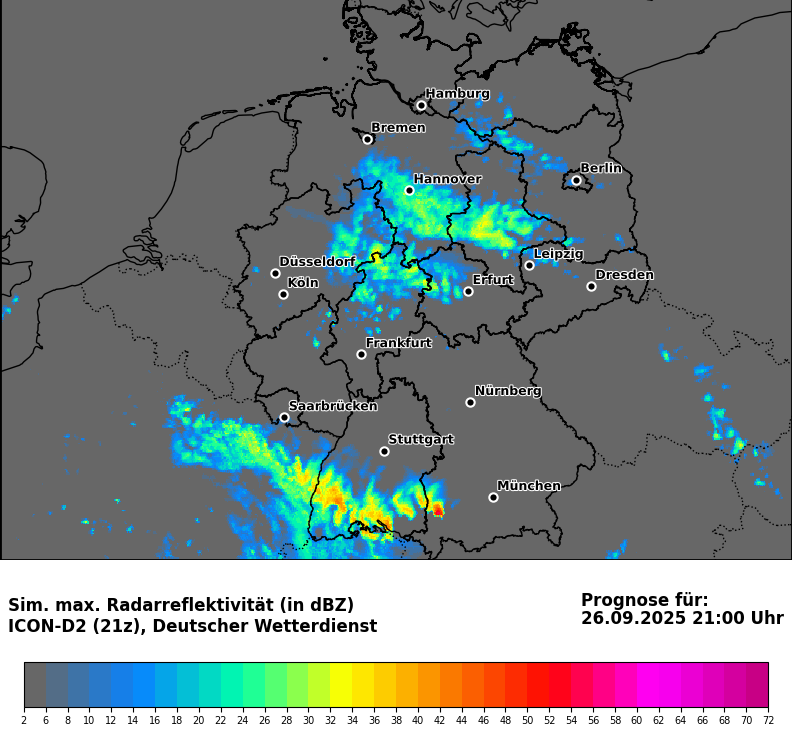 Hamburg
Bremen
Berlin
Hannover
Leipzig
Düsseldorf
Dresden
Köln
Erfurt
Frankfurt
Nürnberg
Saarbrücken
Stuttgart
München
Sim. max. Radarreflektivität (in dBZ)
ICON-D2 (21z), Deutscher Wetterdienst
Prognose für:
26.09.2025 21:00 Uhr
2 6 8 10 12 14 16 18 20 22 24 26 28 30 32 34 36 38 40 42 44 46 48 50 52 54 56 58 60 62 64 66 68 70 72